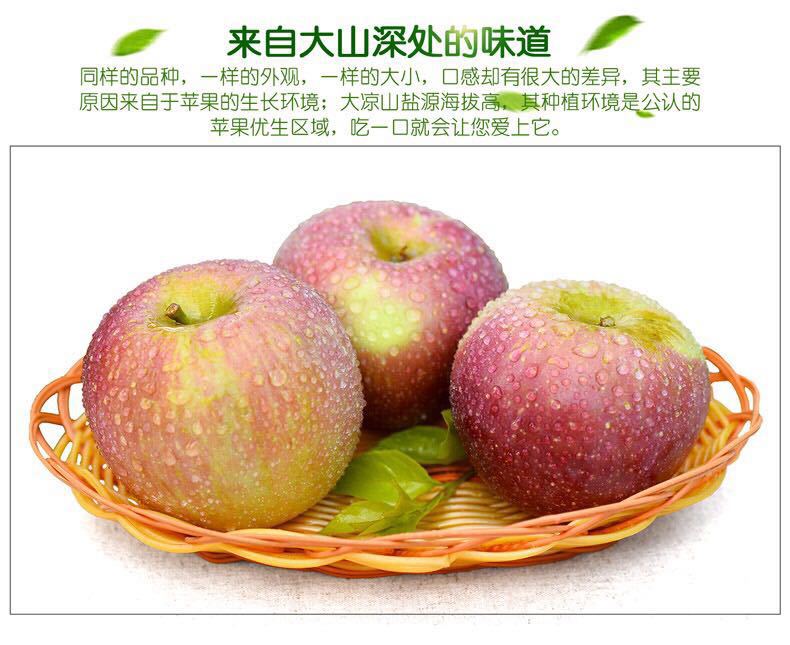 来自大山深处的味道
同样的品种，一样的外观，一样的大小，口感却有很大的差异，其主要
原因来自于苹果的生长环境；大凉山盐源海拔高，其种植环境是公认的
苹果优生区域，吃一口就会让您爱上它。